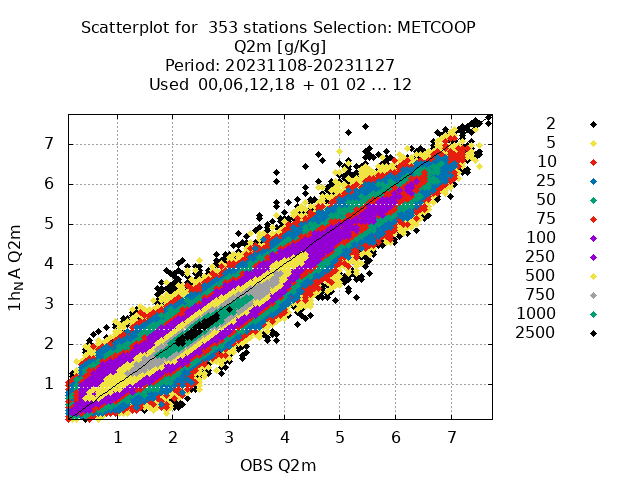 Scatterplot for 353 stations Selection: METCOOP
Q2m [g/Kg]
Period: 20231108-20231127
Used 00,06,12,18 + 01 02 ... 12
7
6
5
4
3
2
1
1hNA Q2m
1 2 3 4 5 6 7
OBS Q2m
2
5
10
25
50
75
100
250
500
750
1000
2500